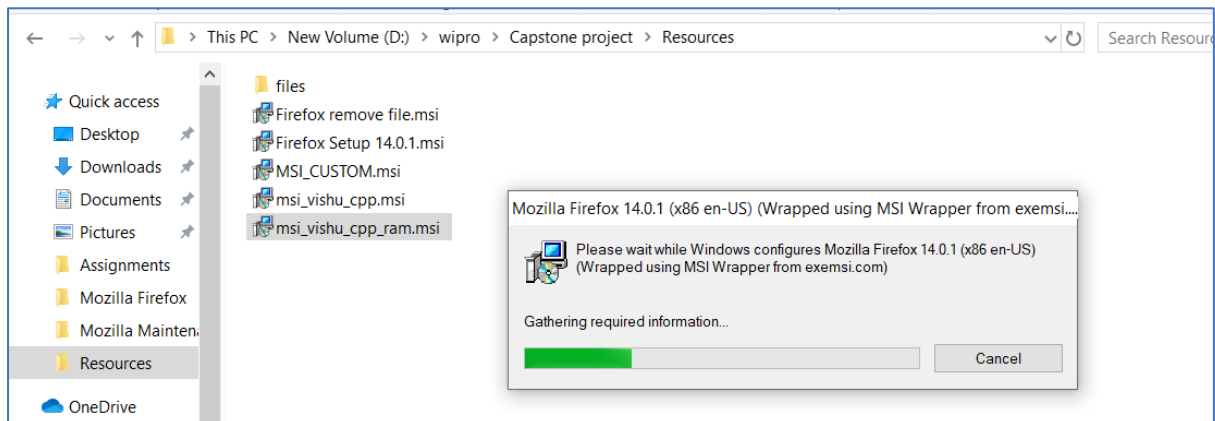 This PC > New Volume (D:) > wipro > Capstone project > Resources
Search Resour
Quick access
Desktop
Downloads
Documents
Pictures
Assignments
Mozilla Firefox
Mozilla Mainten
Resources
OneDrive
files
Firefox remove file.msi
Firefox Setup 14.0.1.msi
MSI_CUSTOM.msi
msi_vishu_cpp.msi
msi_vishu_cpp_ram.msi
Mozilla Firefox 14.0.1 (x86 en-US) (Wrapped using MSI Wrapper from exemsi....
Please wait while Windows configures Mozilla Firefox 14.0.1 (x86 en-US)
(Wrapped using MSI Wrapper from exemsi.com)
Gathering required information...
Cancel